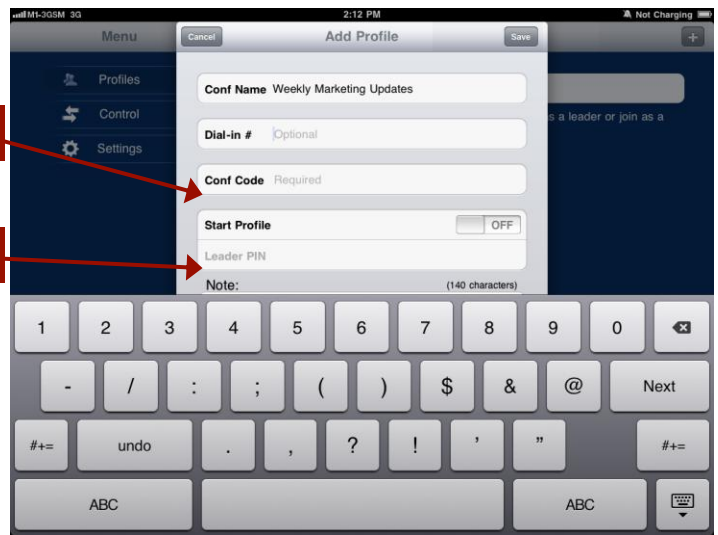 M1-3GSM 3G 2:12 PM Not Charging
Menu Cancel Add Profile Save +
Profiles
Conf Name Weekly Marketing Updates
Control s a leader or join as a
Dial-in # Optional
Settings
Conf Code Required
Start Profile OFF
Leader PIN
Note: (140 characters)
1 2 3 4 5 6 7 8 9 0
- / : ; ( ) $ & @ Next
#+= undo . , ? ! ' " #+=
ABC ABC